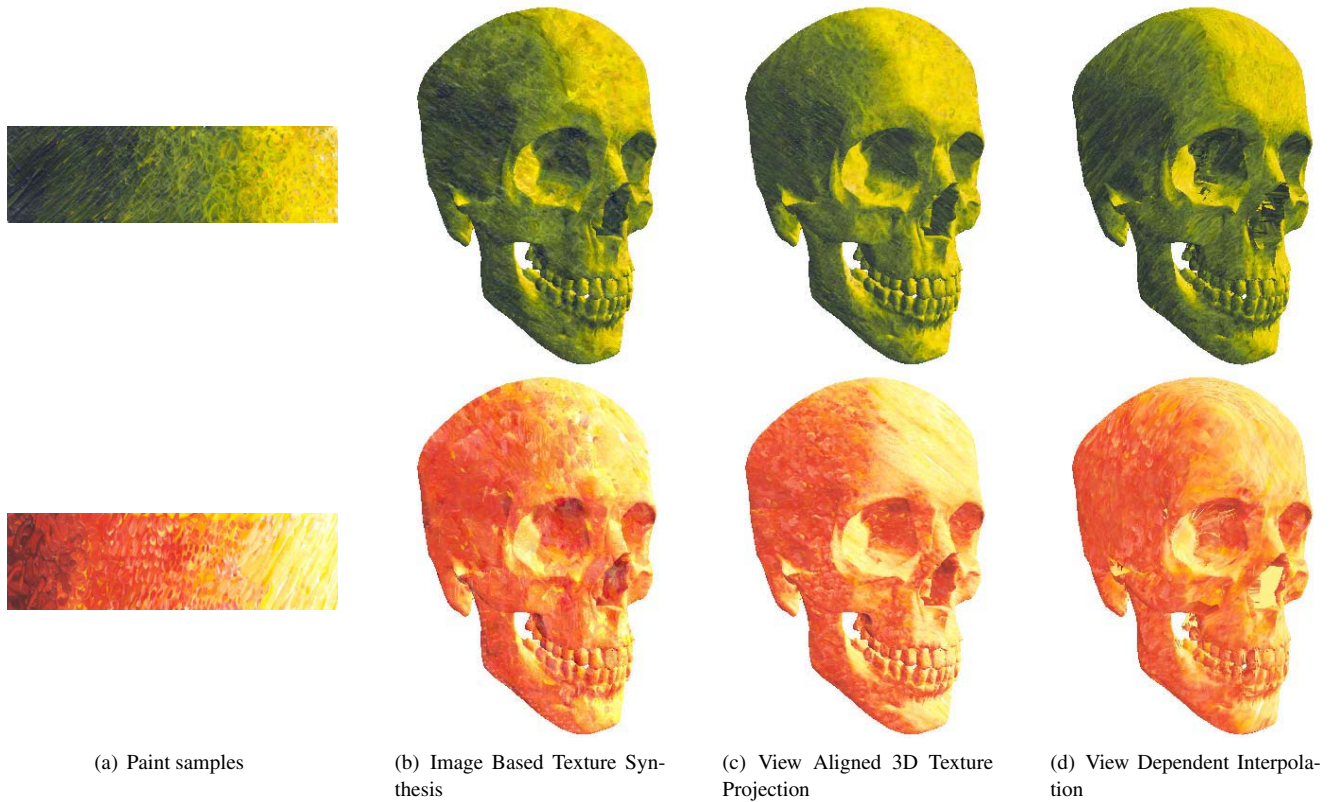 (a) Paint samples
(b) Image Based Texture Syn-
thesis
(c) View Aligned 3D Texture
Projection
(d) View Dependent Interpola-
tion